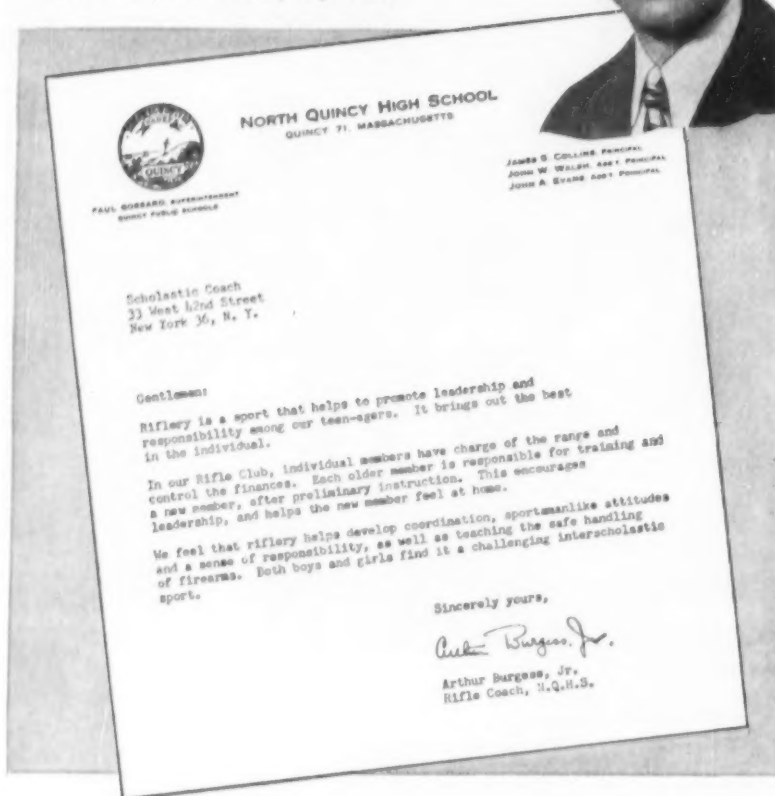 NORTH QUINCY HIGH SCHOOL
QUINCY 71, MASSACHUSETTS
QUINCY
JAMES S. COLLINS, PRINCIPAL
JOHN W. WALSH, ASS'T. PRINCIPAL
JOHN A. EVANS, ASS'T. PRINCIPAL
PAUL GOSSARD, SUPERINTENDENT
QUINCY PUBLIC SCHOOLS
Scholastic Coach
33 West 42nd Street
New York 36, N. Y.
Gentlemen:
Riflery is a sport that helps to promote leadership and
responsibility among our teen-agers. It brings out the best
in the individual.
In our Rifle Club, individual members have charge of the range and
control the finances. Each older member is responsible for training and
a new member, after preliminary instruction. This encourages
leadership, and helps the new member feel at home.
We feel that riflery helps develop coordination, sportsmanlike attitudes
and a sense of responsibility, as well as teaching the safe handling
of firearms. Both boys and girls find it a challenging interscholastic
sport.
Sincerely yours,
Arthur Burgess, Jr.
Arthur Burgess, Jr.
Rifle Coach, N.Q.H.S.